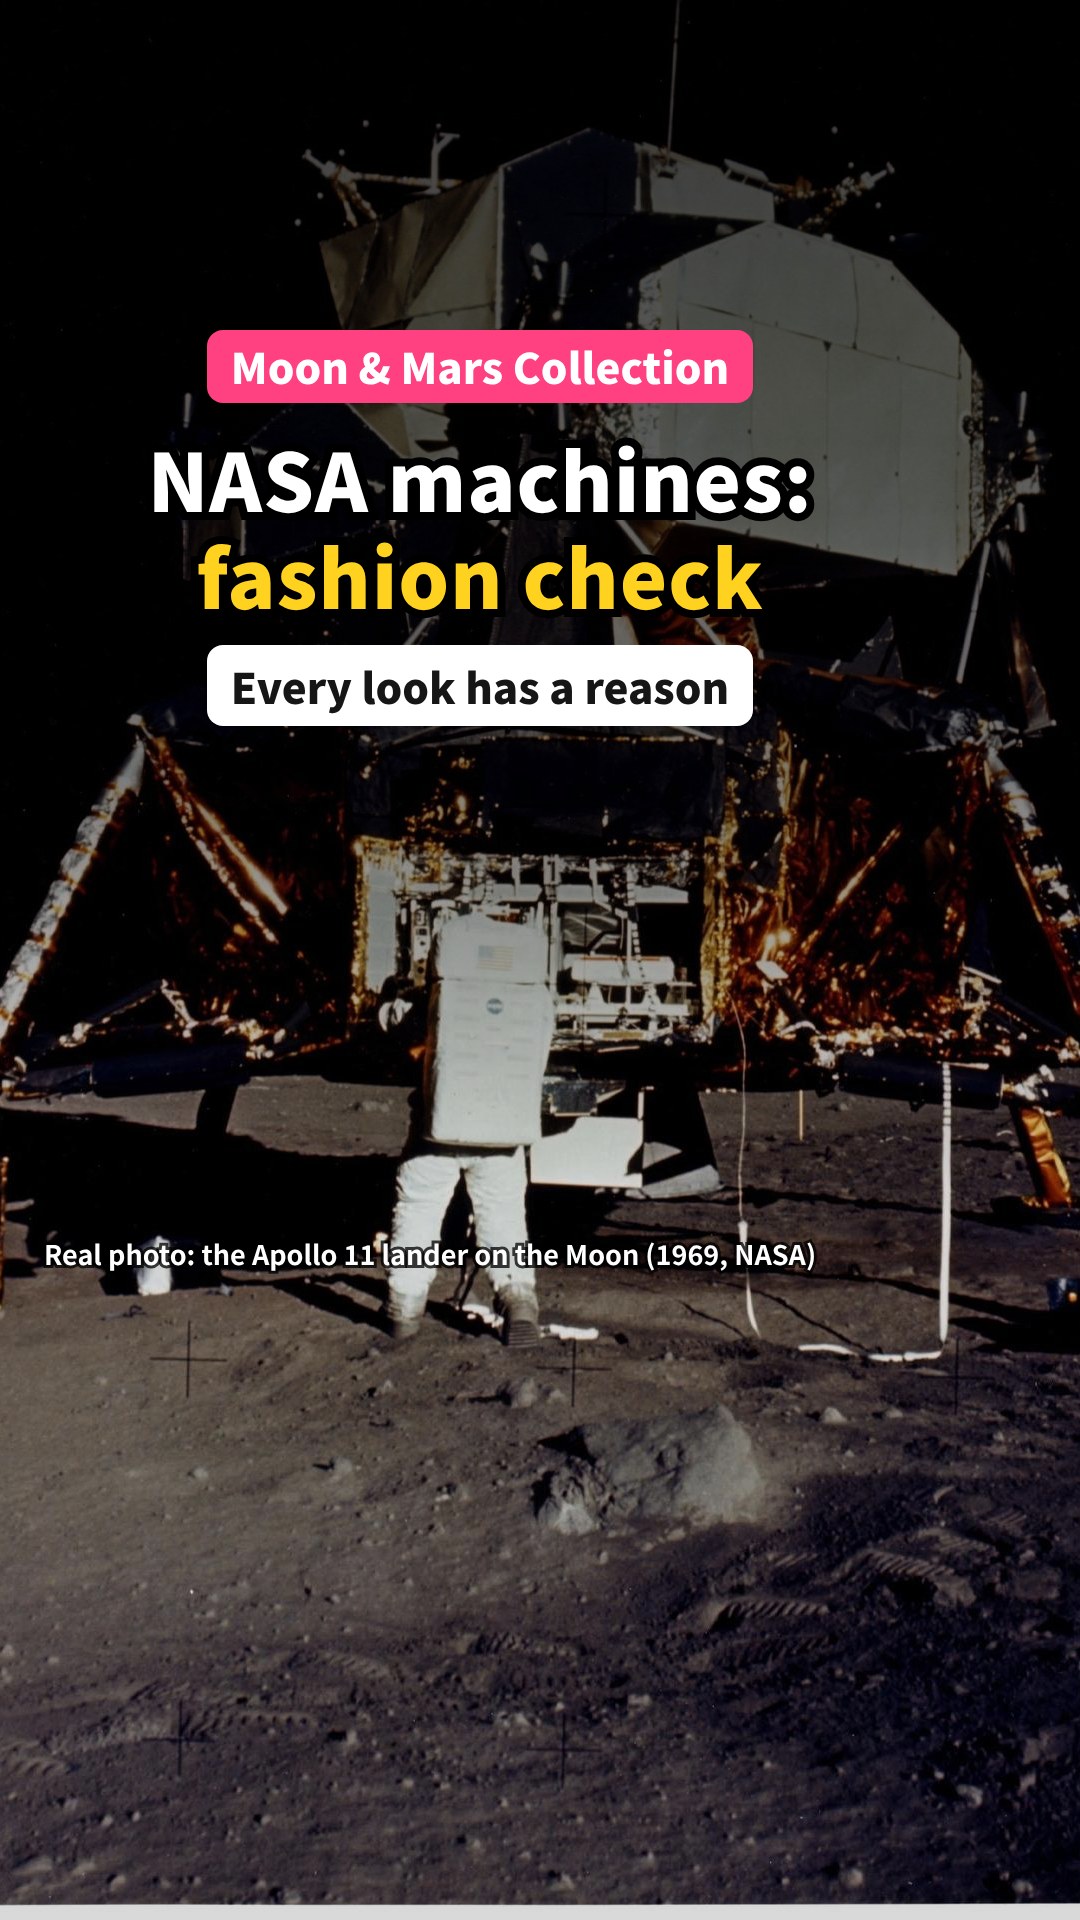 Moon & Mars Collection
NASA machines:
fashion check
Every look has a reason
Real photo: the Apollo 11 lander on the Moon (1969, NASA)